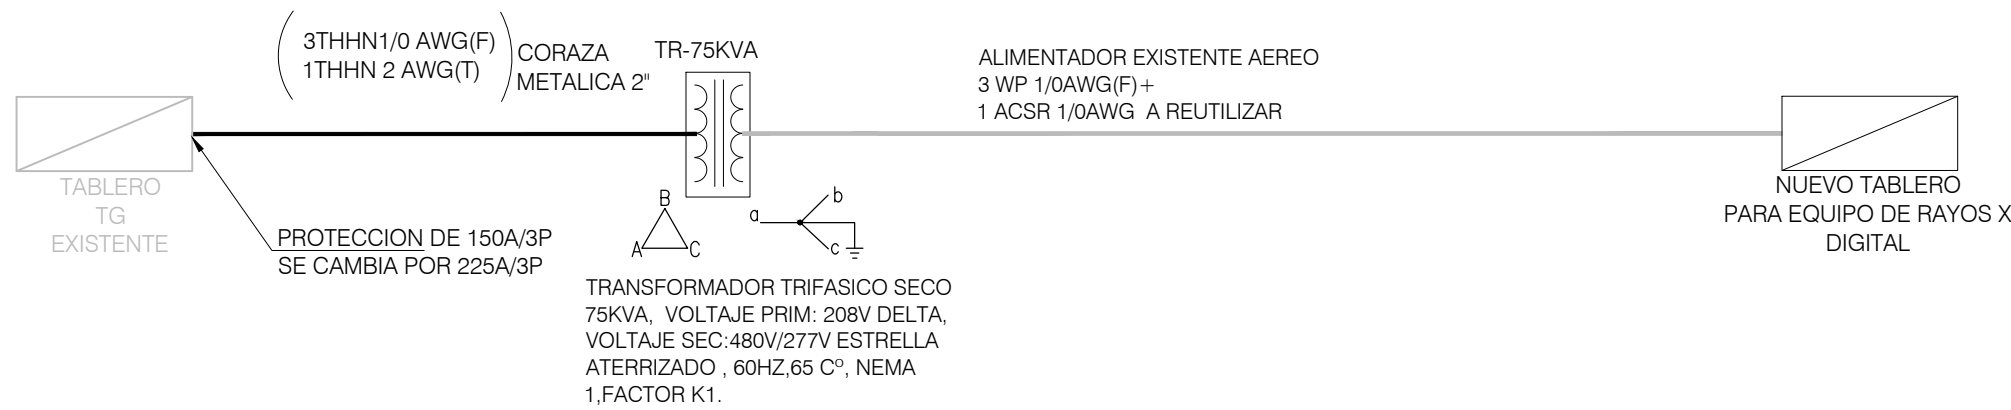 3THHN1/0 AWG(F)
1THHN 2 AWG(T)
CORAZA
METALICA 2"
TR-75KVA
ALIMENTADOR EXISTENTE AEREO
3 WP 1/0AWG(F)+
1 ACSR 1/0AWG  A REUTILIZAR
TABLERO
TG
EXISTENTE
PROTECCION DE 150A/3P
SE CAMBIA POR 225A/3P
B
A
C
a
b
c
TRANSFORMADOR TRIFASICO SECO
75KVA,  VOLTAJE PRIM: 208V DELTA,
VOLTAJE SEC:480V/277V ESTRELLA
ATERRIZADO , 60HZ,65 Cº, NEMA
1,FACTOR K1.
NUEVO TABLERO
PARA EQUIPO DE RAYOS X
DIGITAL